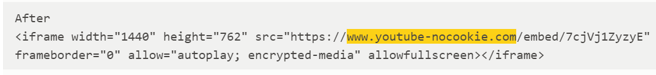 After
<iframe width="1440" height="762" src="https://www.youtube-nocookie.com/embed/7cjVj1ZyzyE"
frameborder="0" allow="autoplay; encrypted-media" allowfullscreen></iframe>